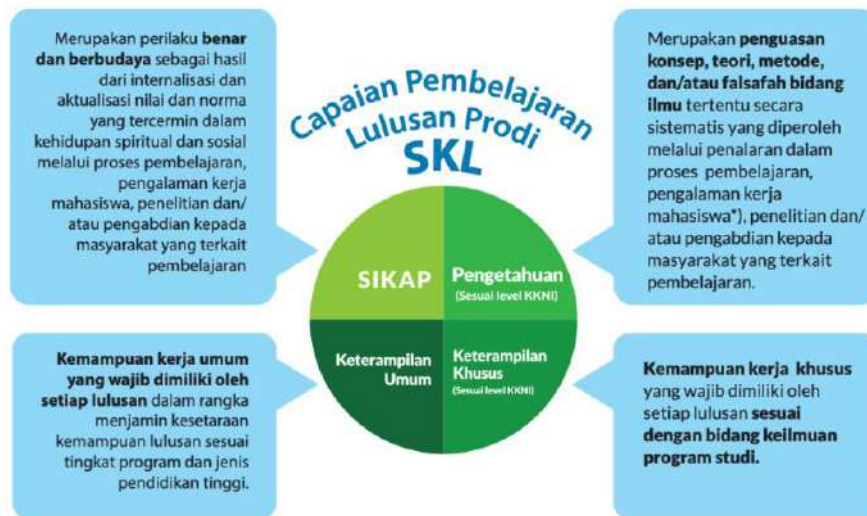 Merupakan perilaku benar
dan berbudaya sebagai hasil
dari internalisasi dan
aktualisasi nilai dan norma
yang tercermin dalam
kehidupan spiritual dan sosial
melalui proses pembelajaran,
pengalaman kerja
mahasiswa, penelitian dan/
atau pengabdian kepada
masyarakat yang terkait
pembelajaran
Capaian Pembelajaran
Lulusan Prodi
SKL
Merupakan penguasan
konsep, teori, metode,
dan/atau falsafah bidang
ilmu tertentu secara
sistematis yang diperoleh
melalui penalaran dalam
proses pembelajaran,
pengalaman kerja
mahasiswa*), penelitian dan/
atau pengabdian kepada
masyarakat yang terkait
pembelajaran.
SIKAP
Pengetahuan
(Sesuai level KKNI)
Keterampilan
Umum
Keterampilan
Khusus
(Sesuai level KKNI)
Kemampuan kerja umum
yang wajib dimiliki oleh
setiap lulusan dalam rangka
menjamin kesetaraan
kemampuan lulusan sesuai
tingkat program dan jenis
pendidikan tinggi.
Kemampuan kerja khusus
yang wajib dimiliki oleh
setiap lulusan sesuai
dengan bidang keilmuan
program studi.